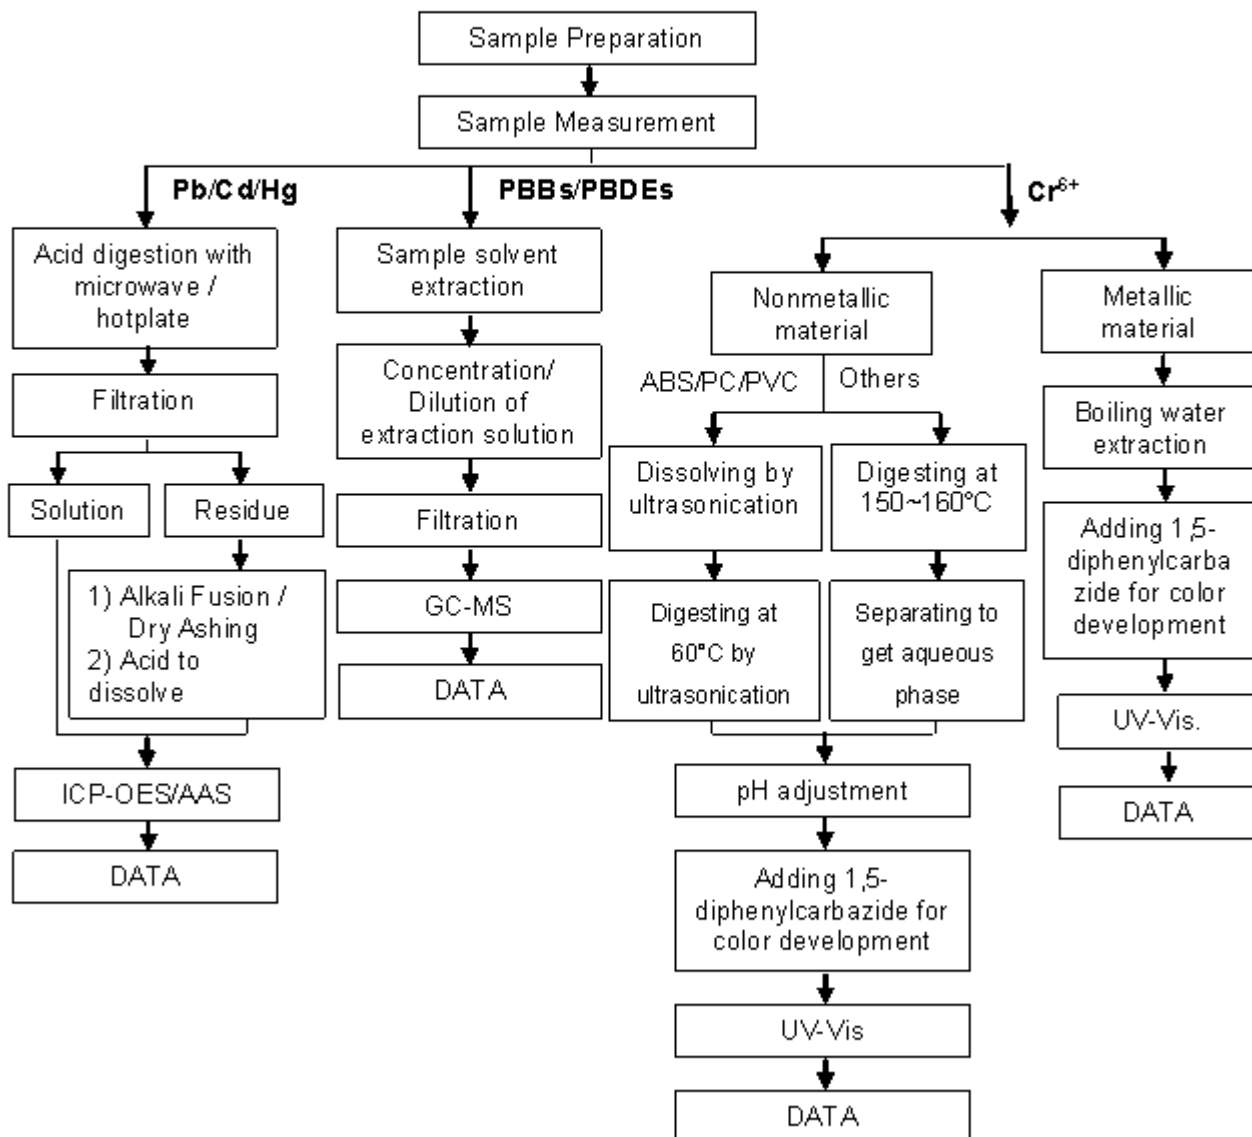 Sample Preparation
Sample Measurement
Pb/Cd/Hg
Acid digestion with
microwave /
hotplate
Filtration
Solution
Residue
1) Alkali Fusion /
Dry Ashing
2) Acid to
dissolve
ICP-OES/AAS
DATA
PBBs/PBDEs
Sample solvent
extraction
Concentration/
Dilution of
extraction solution
Filtration
GC-MS
DATA
Cr⁶⁺
Nonmetallic
material
ABS/PC/PVC
Others
Dissolving by
ultrasonication
Digesting at
60°C by
ultrasonication
Digesting at
150~160°C
Separating to
get aqueous
phase
pH adjustment
Adding 1,5-
diphenylcarbazide for
color development
UV-Vis
DATA
Metallic
material
Boiling water
extraction
Adding 1,5-
diphenylcarba
zide for color
development
UV-Vis.
DATA